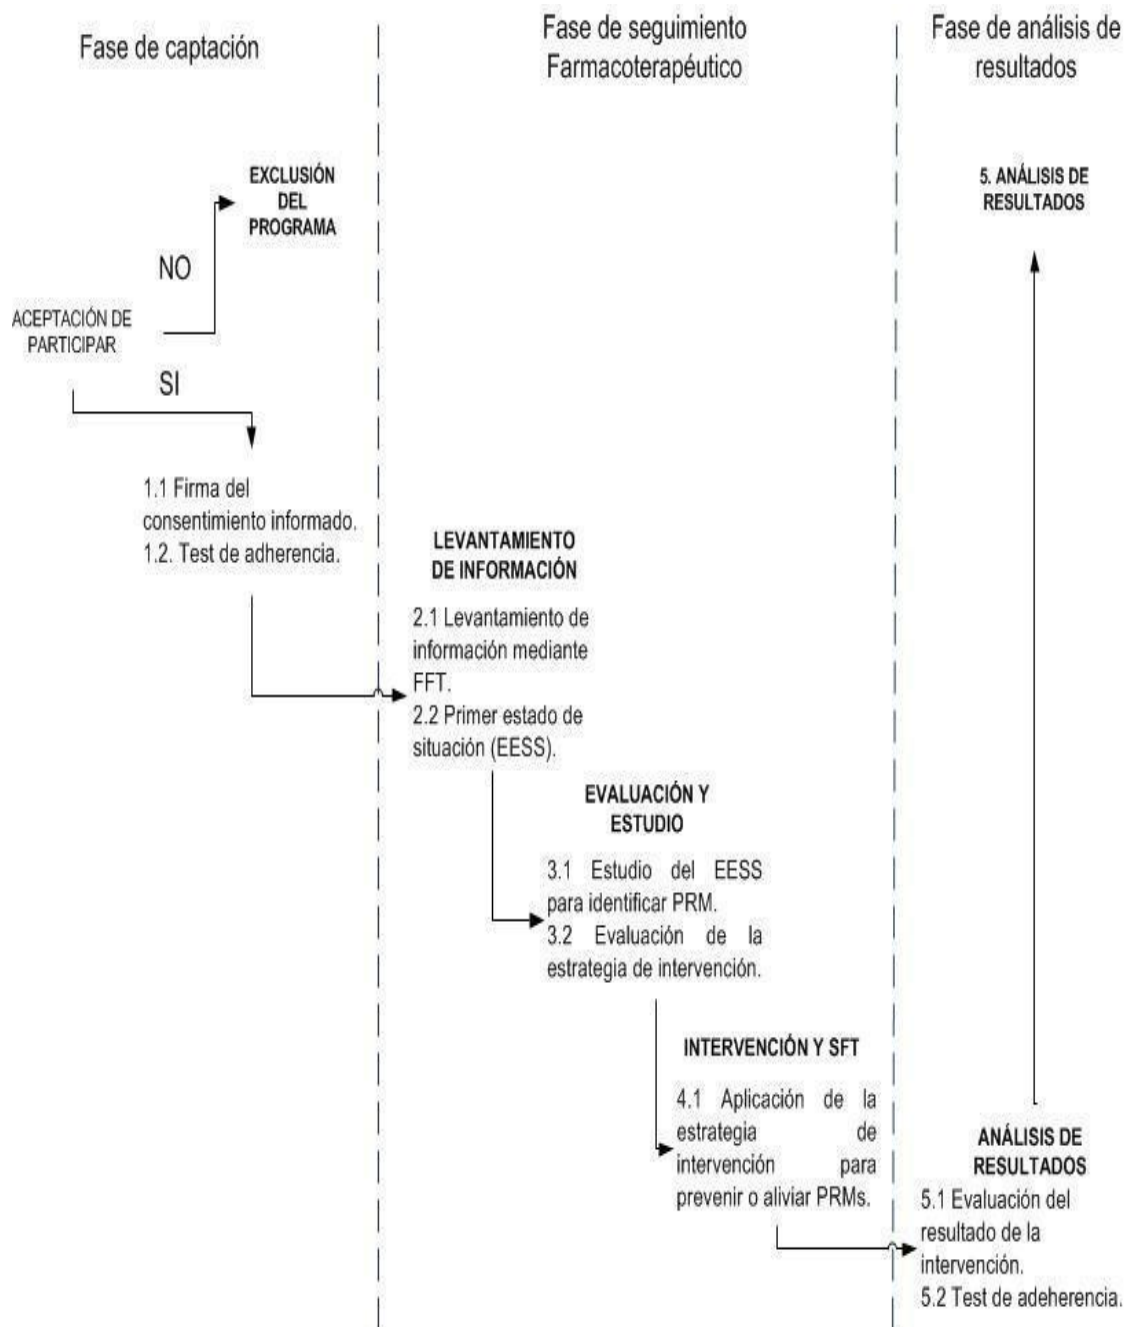 Fase de captación
Fase de seguimiento
Farmacoterapéutico
Fase de análisis de
resultados
EXCLUSIÓN
DEL
PROGRAMA
NO
ACEPTACIÓN DE
PARTICIPAR
SI
1.1 Firma del
consentimiento informado.
1.2. Test de adherencia.
LEVANTAMIENTO
DE INFORMACIÓN
2.1 Levantamiento de
información mediante
FFT.
2.2 Primer estado de
situación (EESS).
EVALUACIÓN Y
ESTUDIO
3.1 Estudio del EESS
para identificar PRM.
3.2 Evaluación de la
estrategia de intervención.
INTERVENCIÓN Y SFT
4.1 Aplicación de la
estrategia de
intervención para
prevenir o aliviar PRMs.
5. ANÁLISIS DE
RESULTADOS
ANÁLISIS DE
RESULTADOS
5.1 Evaluación del
resultado de la
intervención.
5.2 Test de adeherencia.